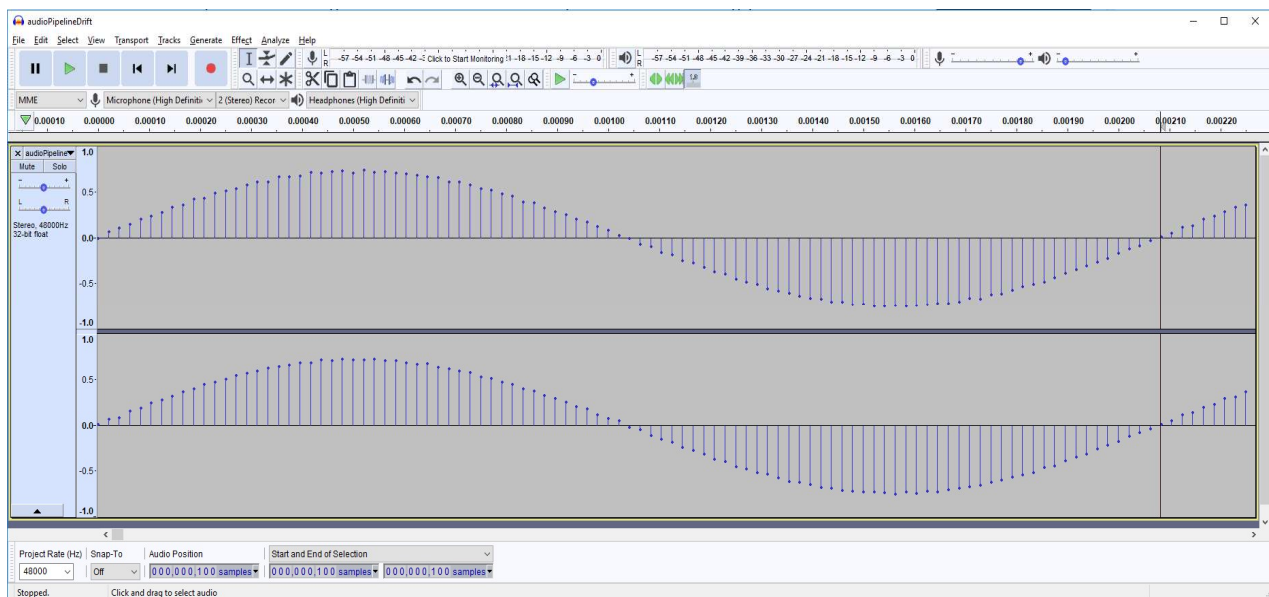 audioPipelineDrift
File Edit Select View Transport Tracks Generate Effect Analyze Help
L R -57 -54 -51 -48 -45 -42 -3 Click to Start Monitoring !1 -18 -15 -12 -9 -6 -3 0 L R -57 -54 -51 -48 -45 -42 -39 -36 -33 -30 -27 -24 -21 -18 -15 -12 -9 -6 -3 0
MME Microphone (High Definiti 2 (Stereo) Recor Headphones (High Definiti
0.00010 0.00000 0.00010 0.00020 0.00030 0.00040 0.00050 0.00060 0.00070 0.00080 0.00090 0.00100 0.00110 0.00120 0.00130 0.00140 0.00150 0.00160 0.00170 0.00180 0.00190 0.00200 0.00210 0.00220
audioPipeline 1.0
Mute Solo
- +
0.5
L R
Stereo, 48000Hz
32-bit float
0.0
-0.5
-1.0
1.0
0.5
0.0
-0.5
-1.0
Project Rate (Hz) Snap-To Audio Position Start and End of Selection
48000 Off 000,000,100 samples 000,000,100 samples 000,000,100 samples
Stopped. Click and drag to select audio